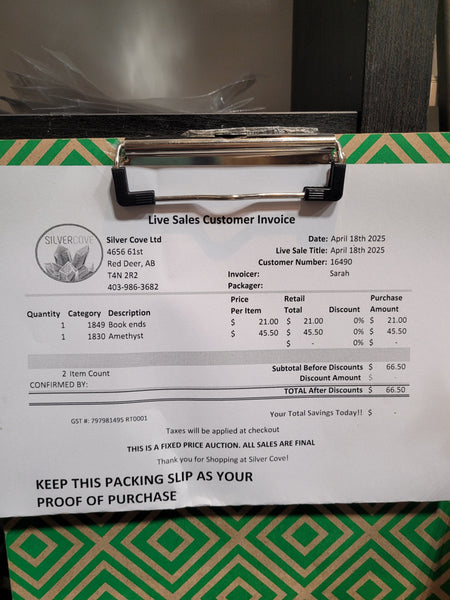 Live Sales Customer Invoice
SILVERCOVE
Silver Cove Ltd
4656 61st
Red Deer, AB
T4N 2R2
403-986-3682
Date: April 18th 2025
Live Sale Title: April 18th 2025
Customer Number: 16490
Invoicer: Sarah
Packager:
Quantity Category Description Price Per Item Retail Total Discount Purchase Amount
1 1849 Book ends $ 21.00 $ 21.00 0% $ 21.00
1 1830 Amethyst $ 45.50 $ 45.50 0% $ 45.50
$ - 0% $ -
Subtotal Before Discounts $ 66.50
2 Item Count Discount Amount $
CONFIRMED BY: TOTAL After Discounts $ 66.50
GST #: 797981495 RT0001 Your Total Savings Today!! $ -
Taxes will be applied at checkout
THIS IS A FIXED PRICE AUCTION. ALL SALES ARE FINAL
Thank you for Shopping at Silver Cove!
KEEP THIS PACKING SLIP AS YOUR
PROOF OF PURCHASE